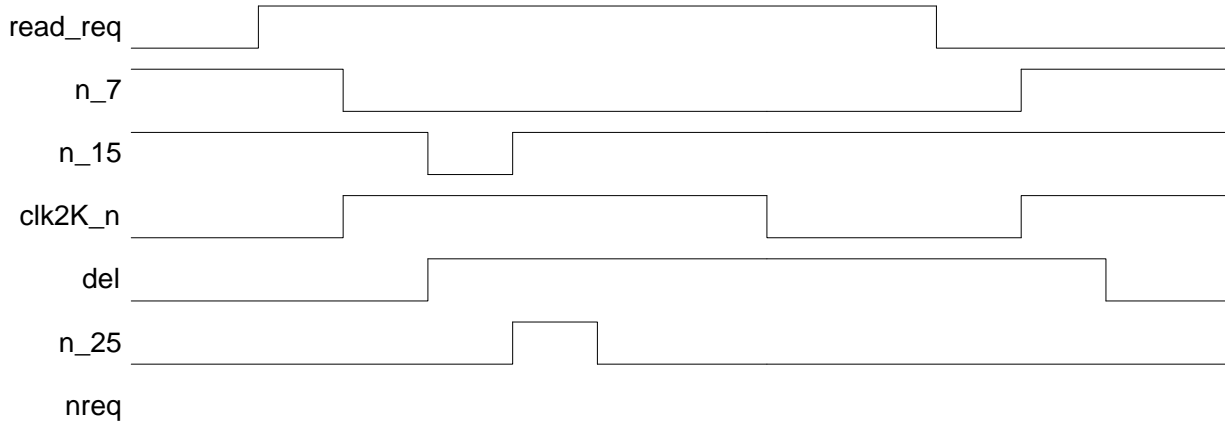 read_req
n_7
n_15
clk2K_n
del
n_25
nreq